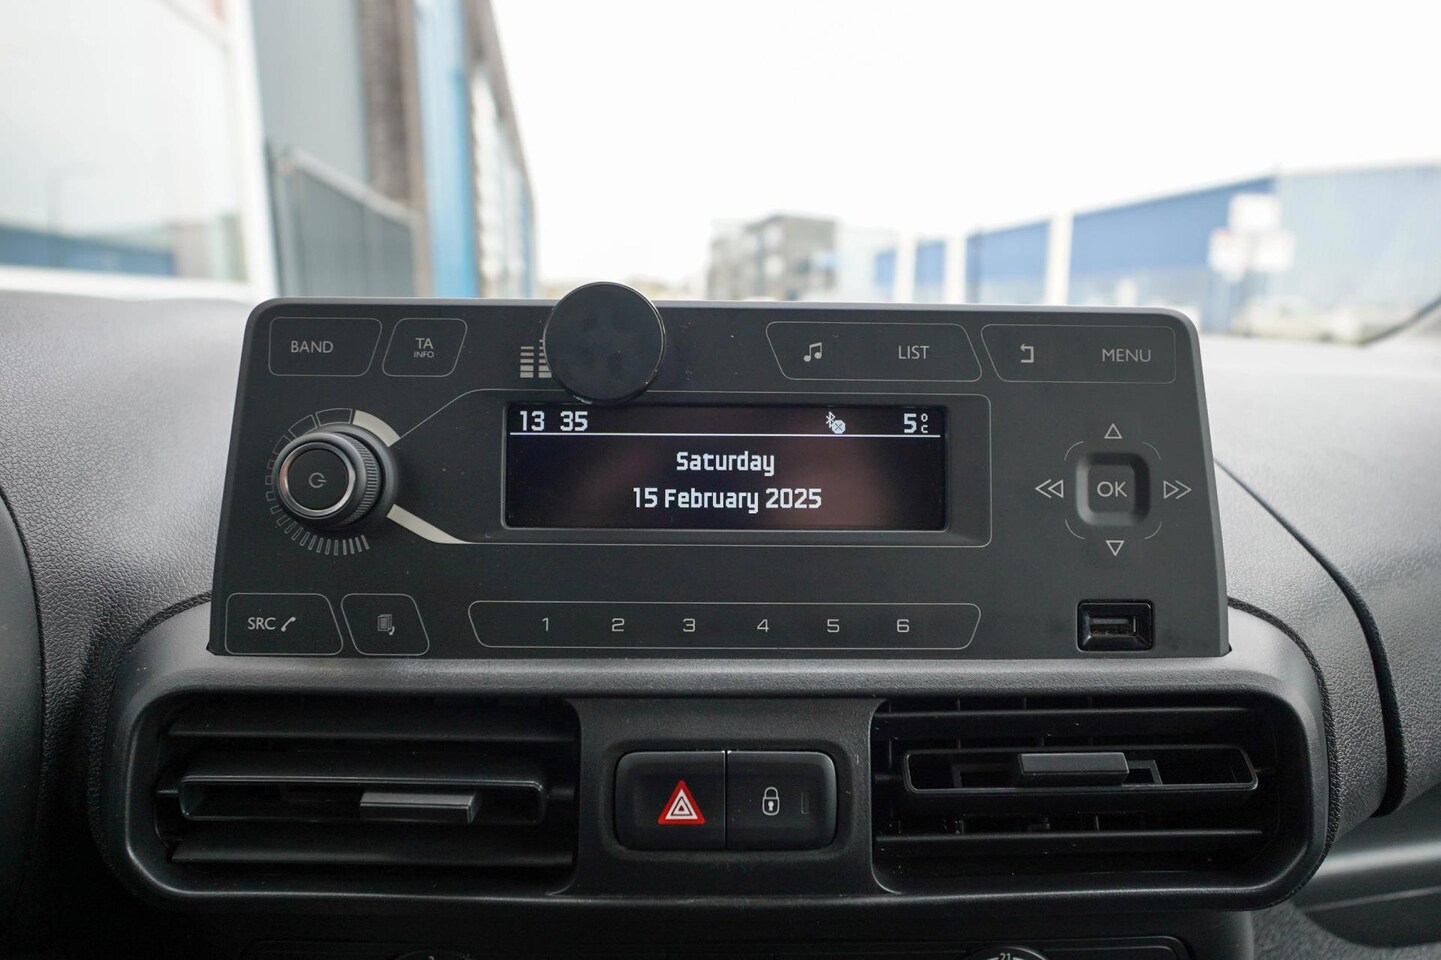 BAND
TA
INFO
LIST
MENU
13 35
5°C
Saturday
15 February 2025
OK
SRC
1 2 3 4 5 6
21